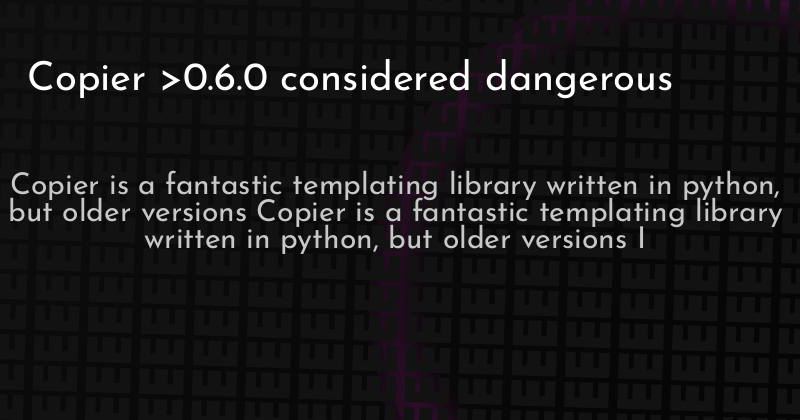 Copier >0.6.0 considered dangerous
Copier is a fantastic templating library written in python,
but older versions Copier is a fantastic templating library
written in python, but older versions I